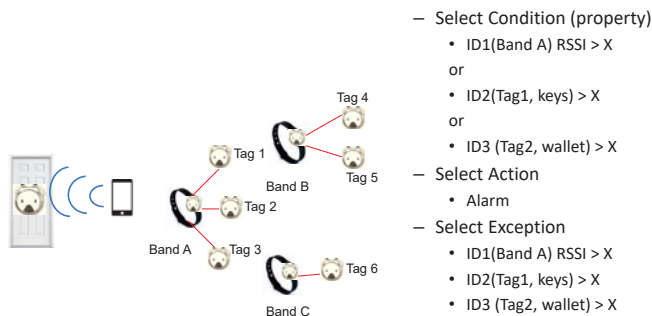 Tag 4
Tag 1
Tag 5
Band B
Tag 2
Band A
Tag 3
Tag 6
Band C
– Select Condition (property)
• ID1(Band A) RSSI > X
or
• ID2(Tag1, keys) > X
or
• ID3 (Tag2, wallet) > X
– Select Action
• Alarm
– Select Exception
• ID1(Band A) RSSI > X
• ID2(Tag1, keys) > X
• ID3 (Tag2, wallet) > X